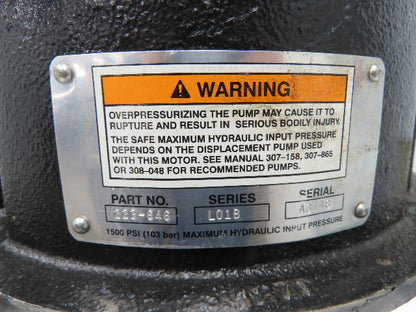 WARNING
OVERPRESSURIZING THE PUMP MAY CAUSE IT TO
RUPTURE AND RESULT IN SERIOUS BODILY INJURY.
THE SAFE MAXIMUM HYDRAULIC INPUT PRESSURE
DEPENDS ON THE DISPLACEMENT PUMP USED
WITH THIS MOTOR. SEE MANUAL 307-158, 307-865
OR 308-048 FOR RECOMMENDED PUMPS.
PART NO. SERIES SERIAL
223-646 L01B
1500 PSI (103 bar) MAXIMUM HYDRAULIC INPUT PRESSURE